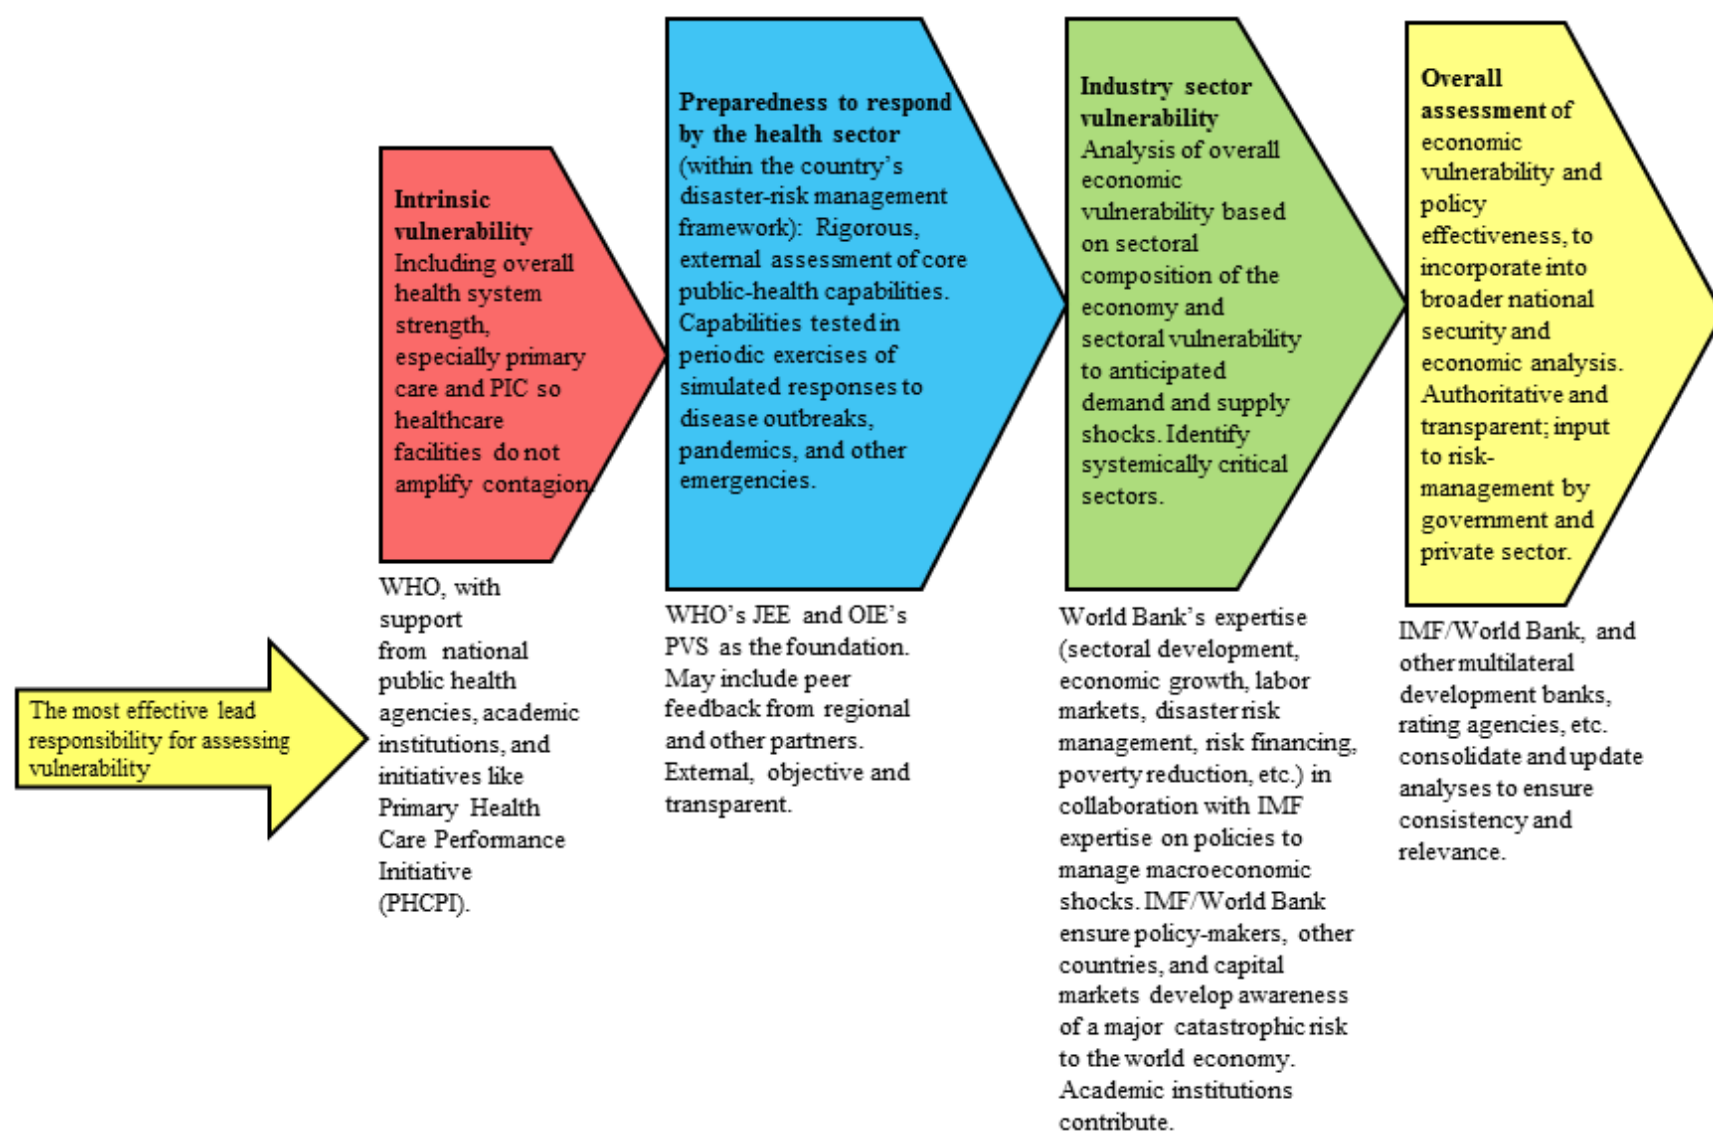 Intrinsic
vulnerability
Including overall
health system
strength,
especially primary
care and PIC so
healthcare
facilities do not
amplify contagion.
Preparedness to respond
by the health sector
(within the country's
disaster-risk management
framework): Rigorous,
external assessment of core
public-health capabilities.
Capabilities tested in
periodic exercises of
simulated responses to
disease outbreaks,
pandemics, and other
emergencies.
Industry sector
vulnerability
Analysis of overall
economic
vulnerability based
on sectoral
composition of the
economy and
sectoral vulnerability
to anticipated
demand and supply
shocks. Identify
systemically critical
sectors.
Overall
assessment of
economic
vulnerability and
policy
effectiveness, to
incorporate into
broader national
security and
economic analysis.
Authoritative and
transparent; input
to risk-
management by
government and
private sector.
The most effective lead
responsibility for assessing
vulnerability
WHO, with
support
from national
public health
agencies, academic
institutions, and
initiatives like
Primary Health
Care Performance
Initiative
(PHCPI).
WHO's JEE and OIE's
PVS as the foundation.
May include peer
feedback from regional
and other partners.
External, objective and
transparent.
World Bank's expertise
(sectoral development,
economic growth, labor
markets, disaster risk
management, risk financing,
poverty reduction, etc.) in
collaboration with IMF
expertise on policies to
manage macroeconomic
shocks. IMF/World Bank
ensure policy-makers, other
countries, and capital
markets develop awareness
of a major catastrophic risk
to the world economy.
Academic institutions
contribute.
IMF/World Bank, and
other multilateral
development banks,
rating agencies, etc.
consolidate and update
analyses to ensure
consistency and
relevance.